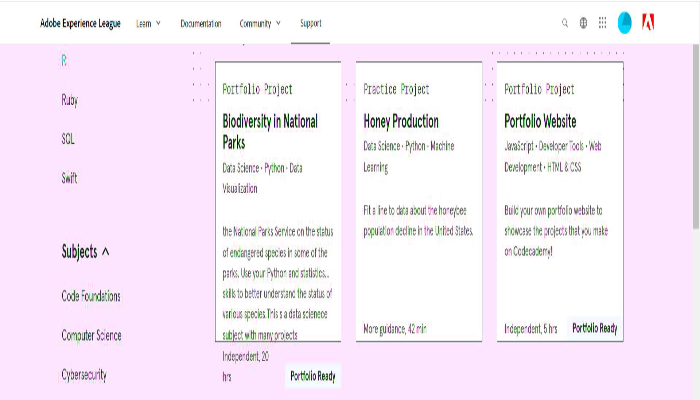 Adobe Experience League
Learn
Documentation
Community
Support
R
Ruby
SQL
Swift
Subjects
Code Foundations
Computer Science
Cybersecurity
Portfolio Project
Biodiversity in National
Parks
Data Science • Python • Data
Visualization
the National Parks Service on the status
of endangered species in some of the
parks. Use your Python and statistics...
skills to better understand the status of
various species.This s a data scienece
subject with many projects
Independent, 20
hrs
Portfolio Ready
Practice Project
Honey Production
Data Science • Python • Machine
Learning
Fit a line to data about the honeybee
population decline in the United States.
More guidance, 42 min
Portfolio Project
Portfolio Website
JavaScript • Developer Tools • Web
Development • HTML & CSS
Build your own portfolio website to
showcase the projects that you make
on Codecademy!
Independent, 5 hrs
Portfolio Ready